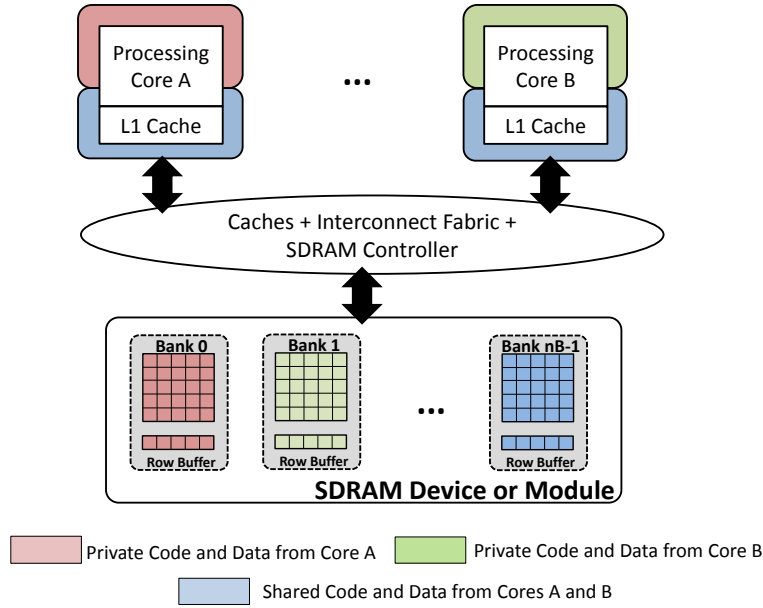 Processing
Core A
L1 Cache
...
Processing
Core B
L1 Cache
Caches + Interconnect Fabric +
SDRAM Controller
Bank 0
Row Buffer
Bank 1
Row Buffer
...
Bank nB-1
Row Buffer
SDRAM Device or Module
Private Code and Data from Core A
Private Code and Data from Core B
Shared Code and Data from Cores A and B